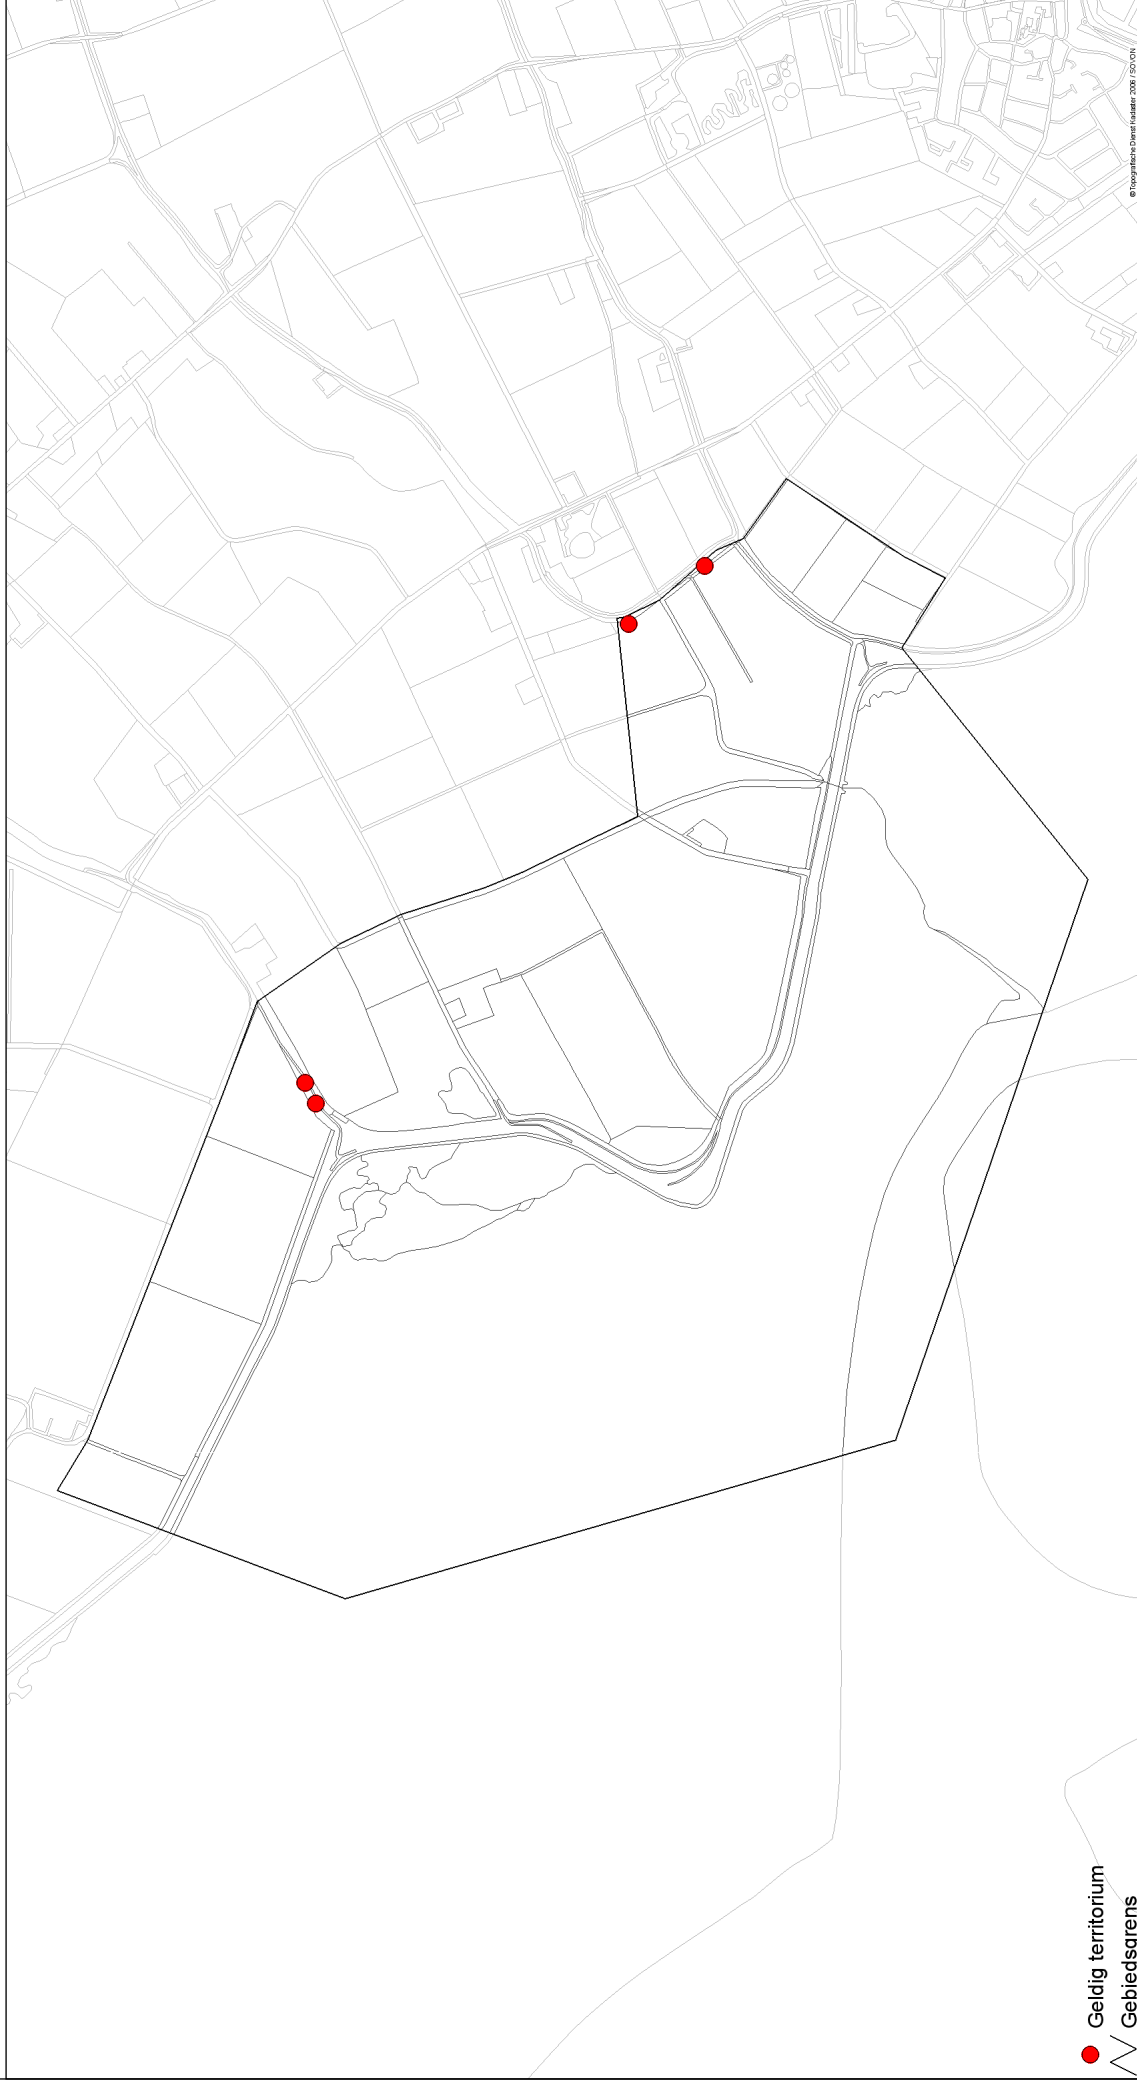 © Topografische Dienst Kadaster 2006 / SOVON
Geldig territorium
Gebiedsgrens